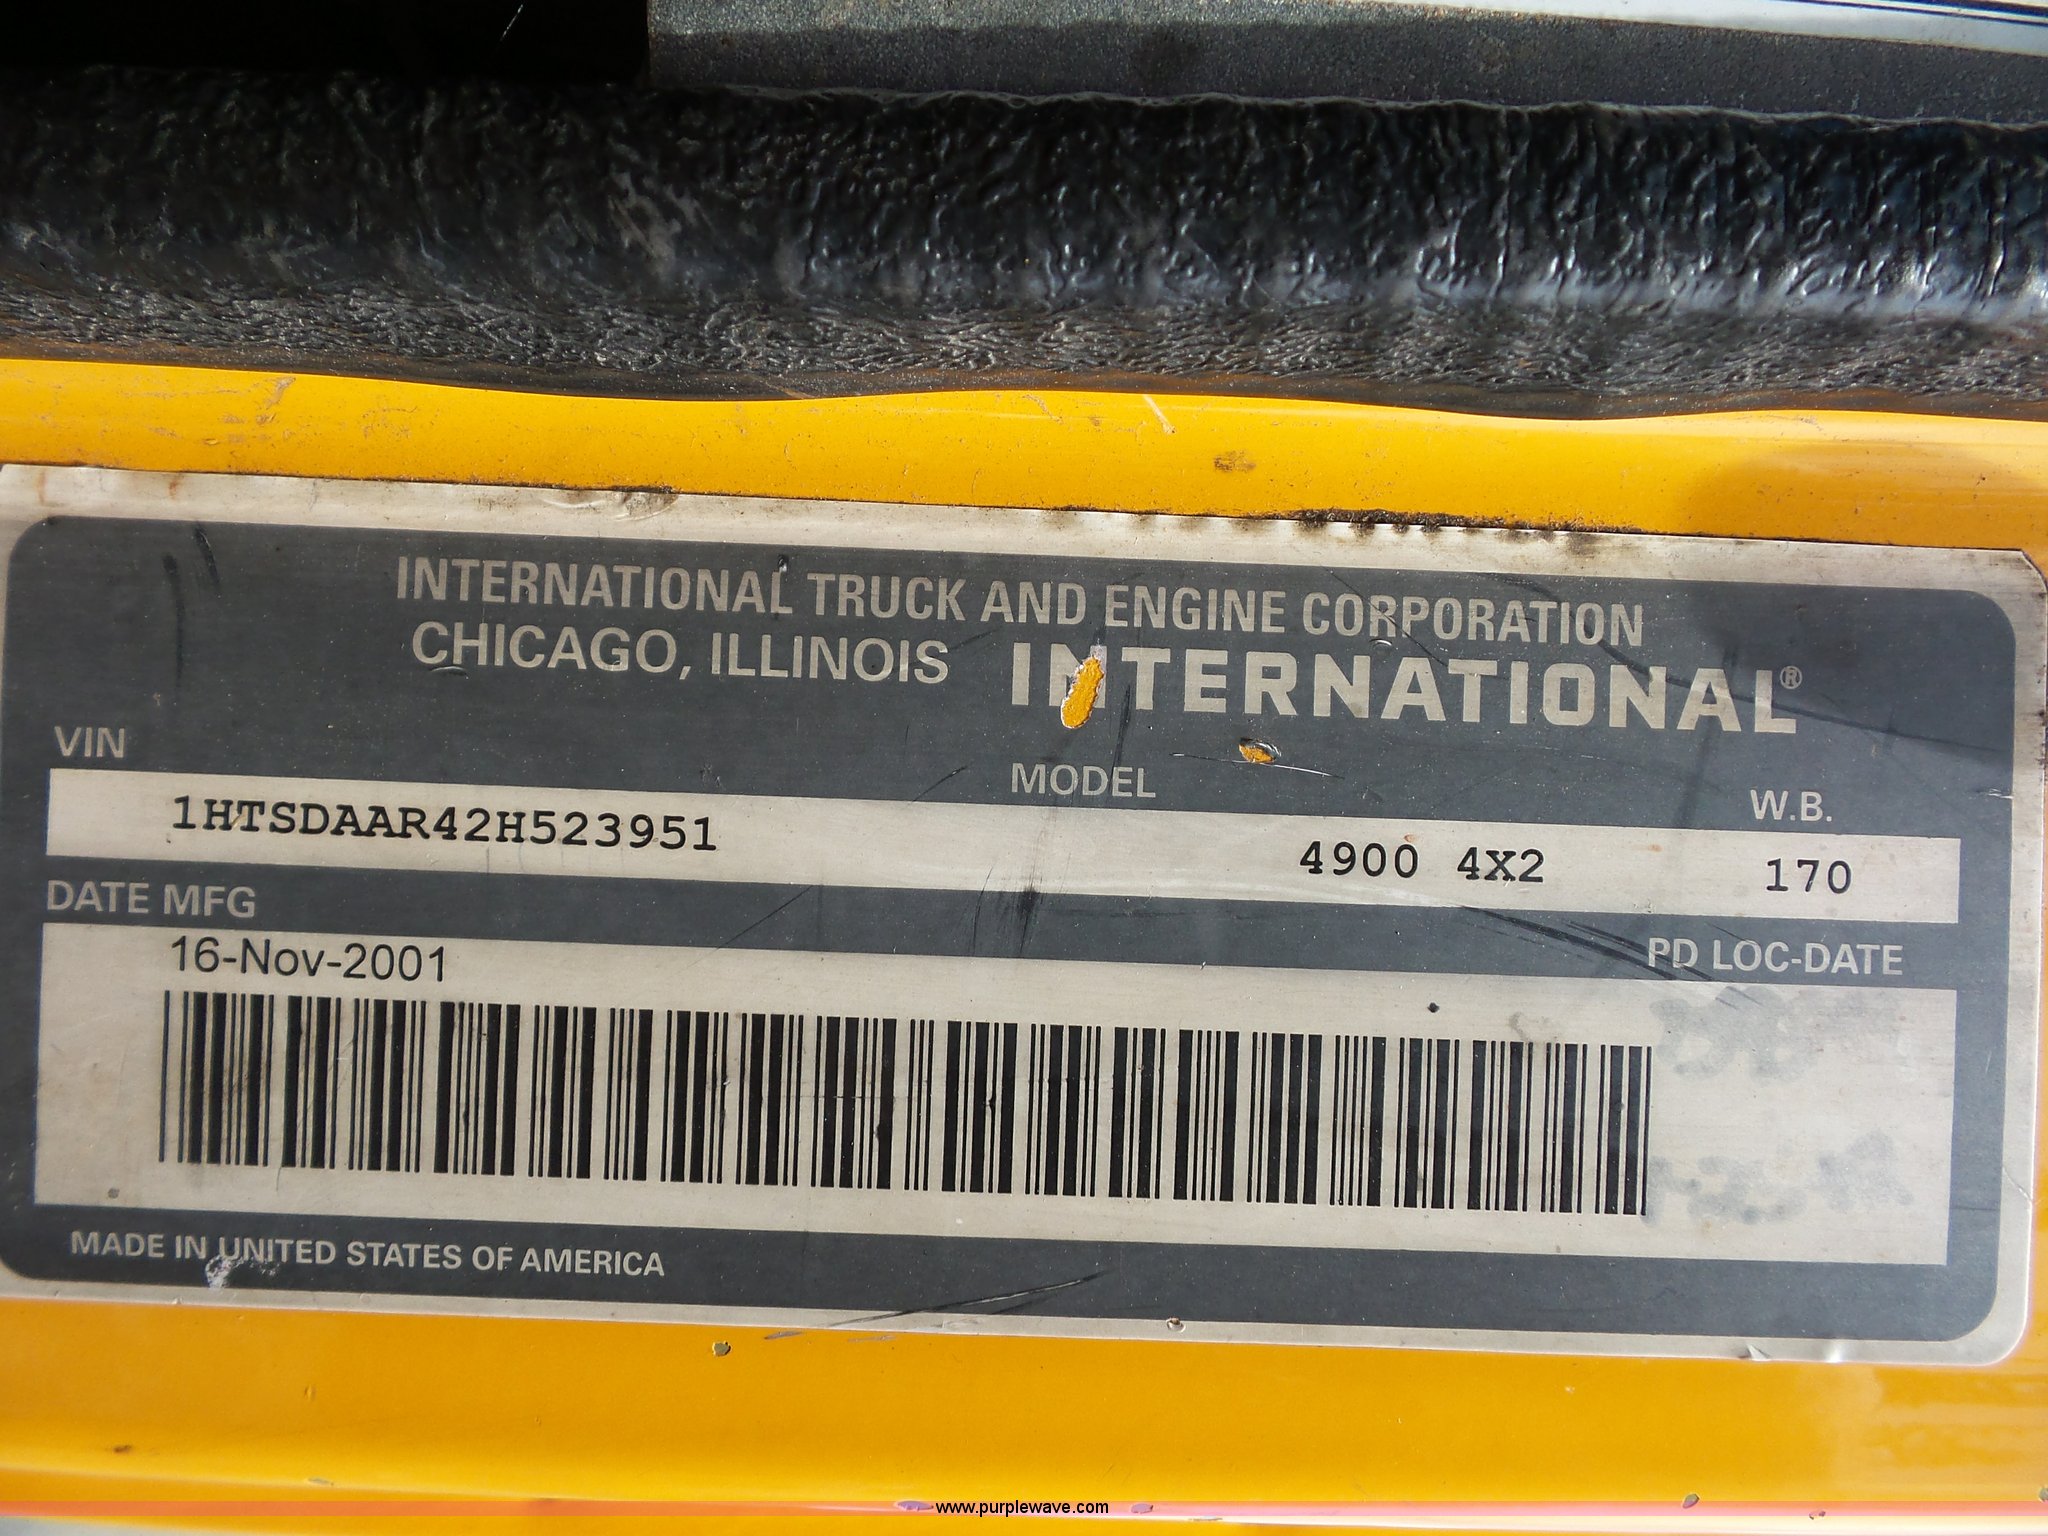 INTERNATIONAL TRUCK AND ENGINE CORPORATION
CHICAGO, ILLINOIS INTERNATIONAL®
VIN MODEL W.B.
1HTSDAAR42H523951 4900 4X2 170
DATE MFG PD LOC-DATE
16-Nov-2001
MADE IN UNITED STATES OF AMERICA
www.purplewave.com